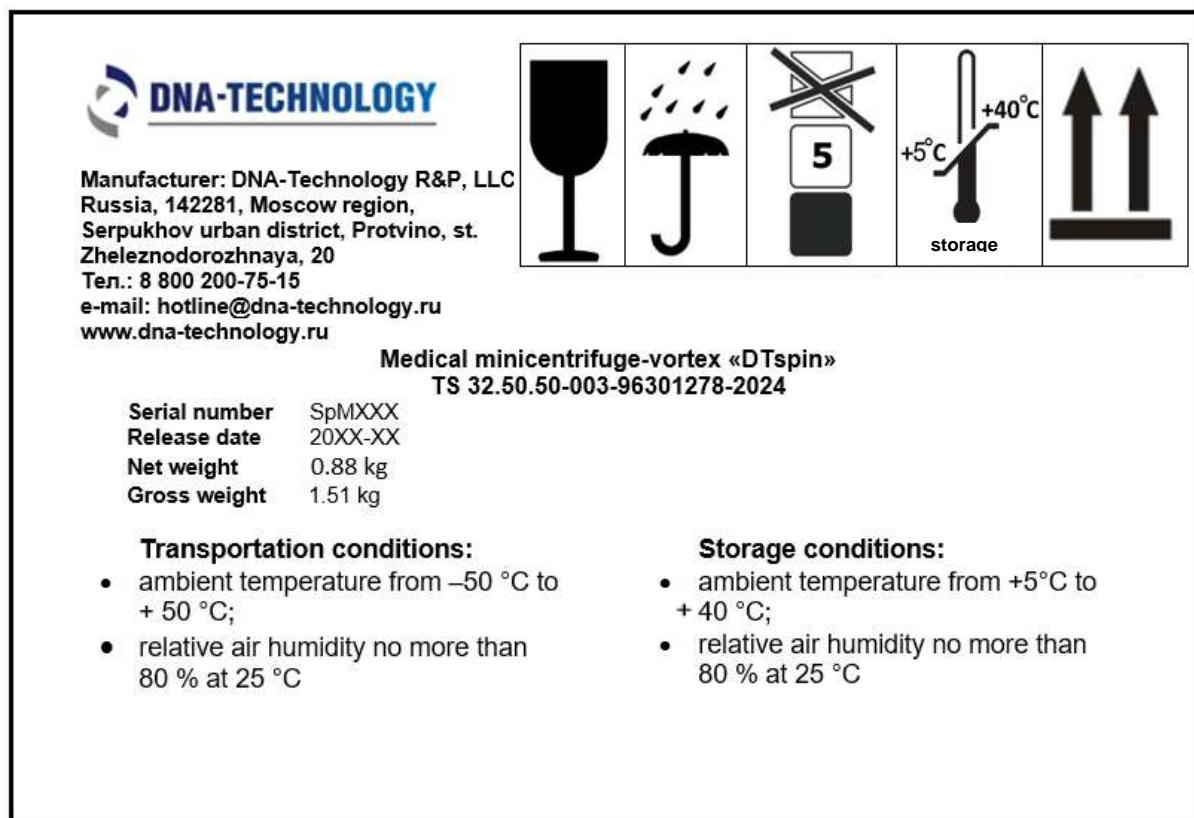 DNA-TECHNOLOGY
Manufacturer: DNA-Technology R&P, LLC
Russia, 142281, Moscow region,
Serpukhov urban district, Protvino, st.
Zheleznodorozhnaya, 20
Тел.: 8 800 200-75-15
e-mail: hotline@dna-technology.ru
www.dna-technology.ru
5
+40°C
+5°C
storage
Medical minicentrifuge-vortex «DTspin»
TS 32.50.50-003-96301278-2024
Serial number SpMXXX
Release date 20XX-XX
Net weight 0.88 kg
Gross weight 1.51 kg
Transportation conditions:
• ambient temperature from –50 °C to
+ 50 °C;
• relative air humidity no more than
80 % at 25 °C
Storage conditions:
• ambient temperature from +5°C to
+ 40 °C;
• relative air humidity no more than
80 % at 25 °C